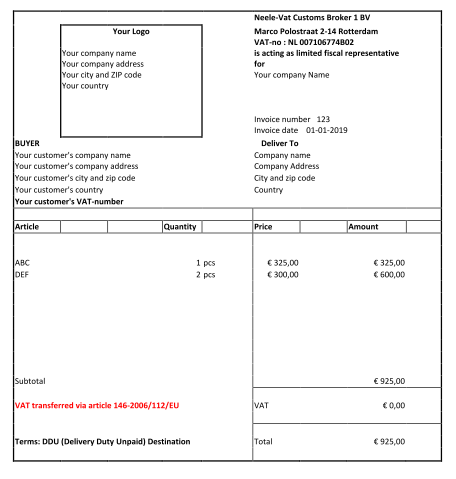 Neele-Vat Customs Broker 1 BV
Your Logo
Marco Polostraat 2-14 Rotterdam
VAT-no : NL 007106774B02
Your company name
is acting as limited fiscal representative
Your company address
for
Your city and ZIP code
Your company Name
Your country
Invoice number 123
Invoice date 01-01-2019
BUYER
Deliver To
Your customer's company name
Company name
Your customer's company address
Company Address
Your customer's city and zip code
City and zip code
Your customer's country
Country
Your customer's VAT-number
Article Quantity Price Amount
ABC 1 pcs € 325,00 € 325,00
DEF 2 pcs € 300,00 € 600,00
Subtotal € 925,00
VAT transferred via article 146-2006/112/EU VAT € 0,00
Terms: DDU (Delivery Duty Unpaid) Destination Total € 925,00